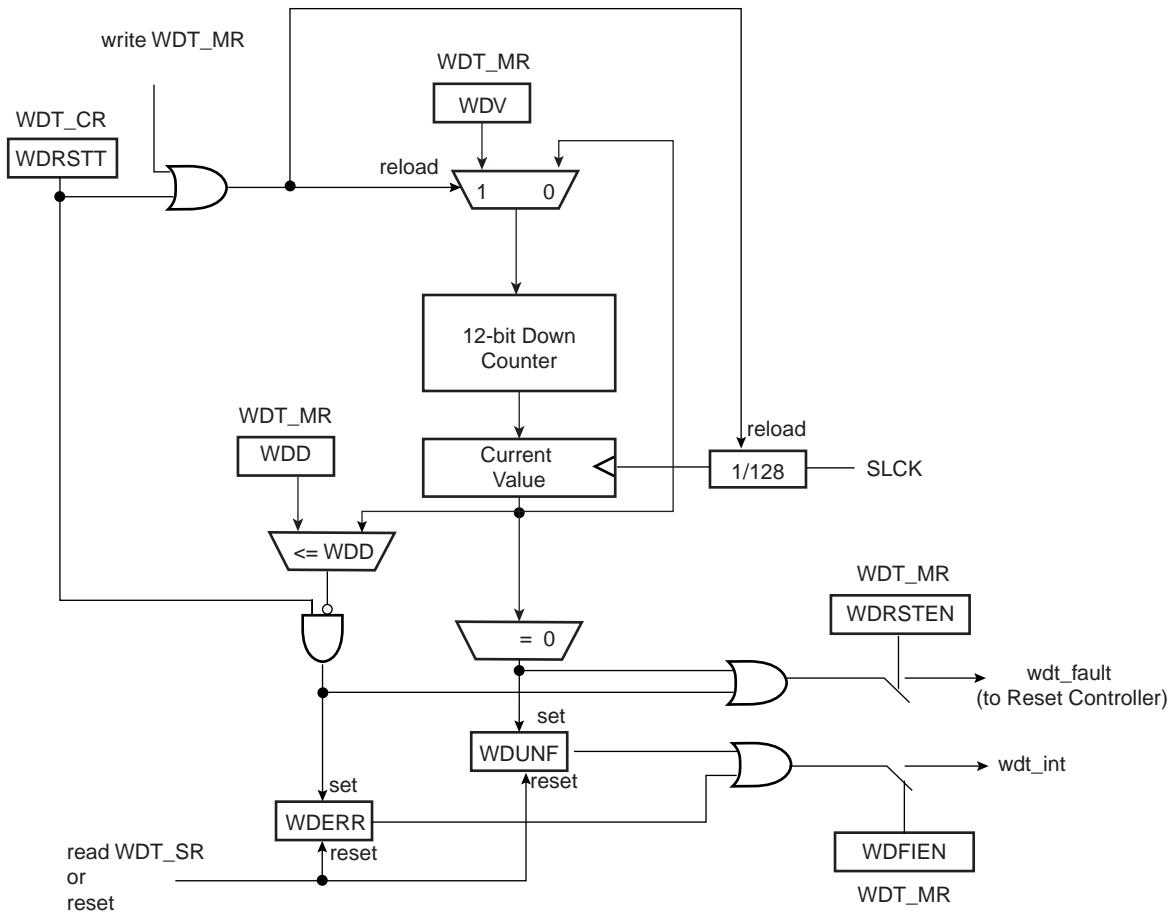 write WDT_MR
WDT_MR
WDV
WDT_CR
WDRSTT
reload
1 0
12-bit Down
Counter
WDT_MR
WDD
reload
Current
Value
1/128
SLCK
<= WDD
WDT_MR
WDRSTEN
= 0
wdt_fault
(to Reset Controller)
set
WDUNF
reset
wdt_int
set
WDERR
reset
read WDT_SR
or
reset
WDFIEN
WDT_MR